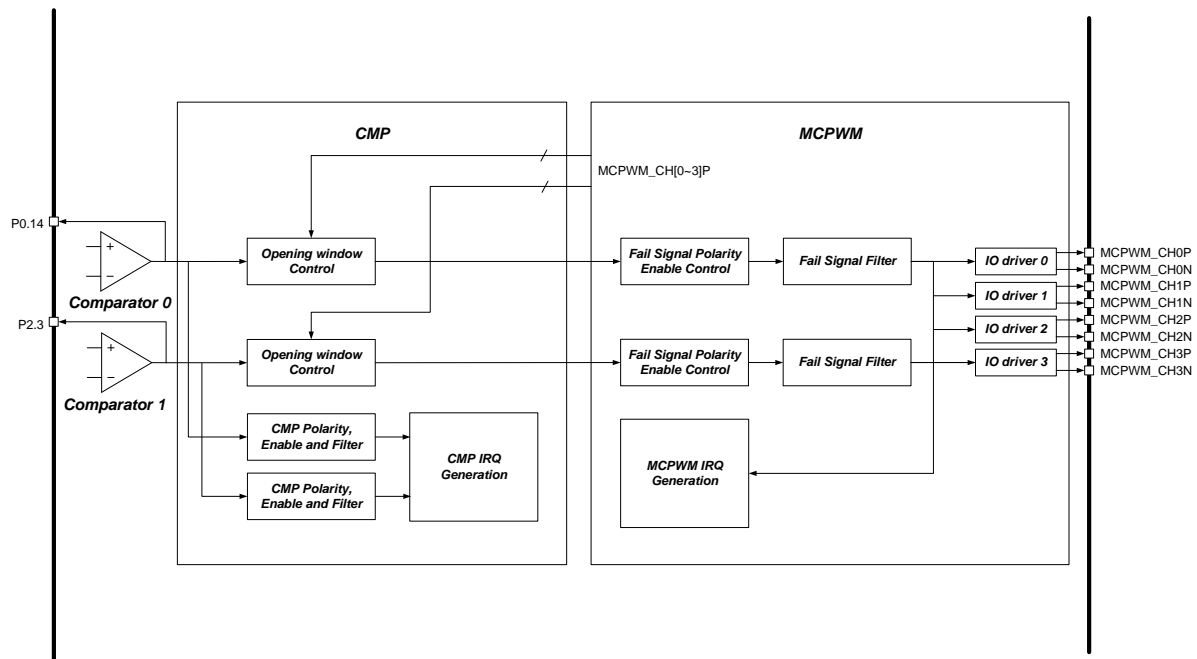 CMP
MCPWM
MCPWM_CH[0~3]P
P0.14
+
−
Comparator 0
Opening window
Control
Fail Signal Polarity
Enable Control
Fail Signal Filter
IO driver 0
MCPWM_CH0P
MCPWM_CH0N
IO driver 1
MCPWM_CH1P
MCPWM_CH1N
P2.3
+
−
Comparator 1
Opening window
Control
Fail Signal Polarity
Enable Control
Fail Signal Filter
IO driver 2
MCPWM_CH2P
MCPWM_CH2N
IO driver 3
MCPWM_CH3P
MCPWM_CH3N
CMP Polarity,
Enable and Filter
CMP Polarity,
Enable and Filter
CMP IRQ
Generation
MCPWM IRQ
Generation